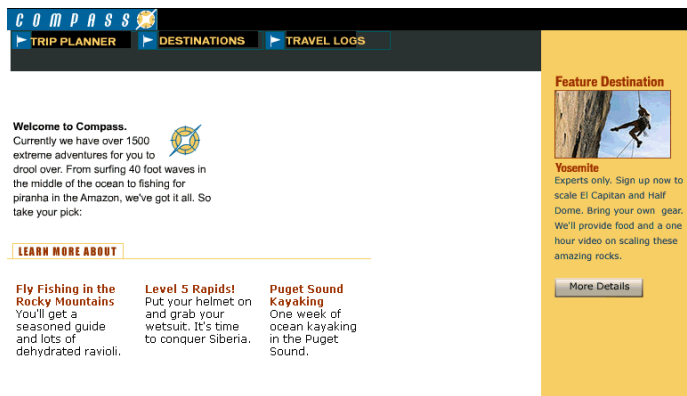 COMPASS
TRIP PLANNER
DESTINATIONS
TRAVEL LOGS
Welcome to Compass.
Currently we have over 1500
extreme adventures for you to
drool over. From surfing 40 foot waves in
the middle of the ocean to fishing for
piranha in the Amazon, we've got it all. So
take your pick:
LEARN MORE ABOUT
Fly Fishing in the
Rocky Mountains
You'll get a
seasoned guide
and lots of
dehydrated ravioli.
Level 5 Rapids!
Put your helmet on
and grab your
wetsuit. It's time
to conquer Siberia.
Puget Sound
Kayaking
One week of
ocean kayaking
in the Puget
Sound.
Feature Destination
Yosemite
Experts only. Sign up now to
scale El Capitan and Half
Dome. Bring your own  gear.
We'll provide food and a one
hour video on scaling these
amazing rocks.
More Details